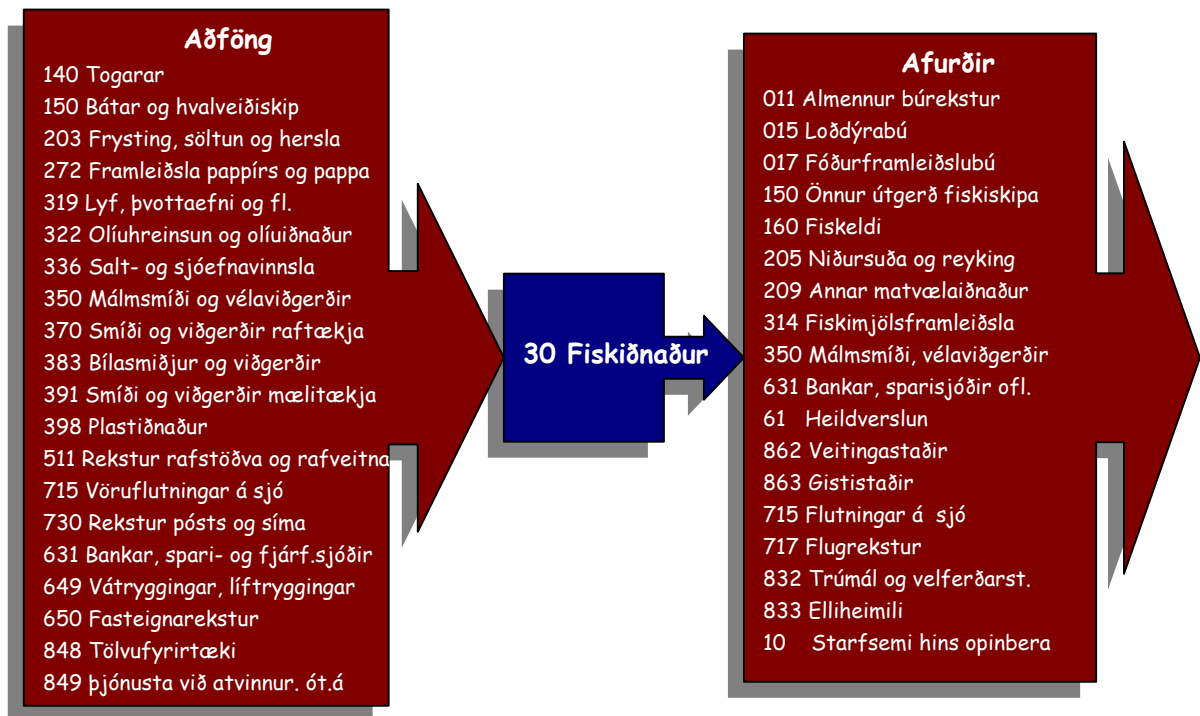 Aðföng
140 Togarar
150 Bátar og hvalveiðiskip
203 Frysting, söltun og hersla
272 Framleiðsla pappírs og pappa
319 Lyf, þvottaefni og fl.
322 Olíuhreinsun og olíuiðnaður
336 Salt- og sjóefnavinnsla
350 Málmsmíði og vélaviðgerðir
370 Smíði og viðgerðir raftækja
383 Bílasmiðjur og viðgerðir
391 Smíði og viðgerðir mælitækja
398 Plastiðnaður
511 Rekstur rafstöðva og rafveitna
715 Vöruflutningar á sjó
730 Rekstur pósts og síma
631 Bankar, spari- og fjárf.sjóðir
649 Vátryggingar, líftryggingar
650 Fasteignarekstur
848 Tölvufyrirtæki
849 þjónusta við atvinnur. ót.á
30 Fiskiðnaður
Afurðir
011 Almennur búrekstur
015 Loðdýrabú
017 Fóðurframleiðslubú
150 Önnur útgerð fiskiskipa
160 Fiskeldi
205 Niðursuða og reyking
209 Annar matvælaiðnaður
314 Fiskimjölsframleiðsla
350 Málmsmíði, vélaviðgerðir
631 Bankar, sparisjóðir ofl.
61 Heildverslun
862 Veitingastaðir
863 Gististaðir
715 Flutningar á sjó
717 Flugrekstur
832 Trúmál og velferðarst.
833 Elliheimili
10 Starfsemi hins opinbera